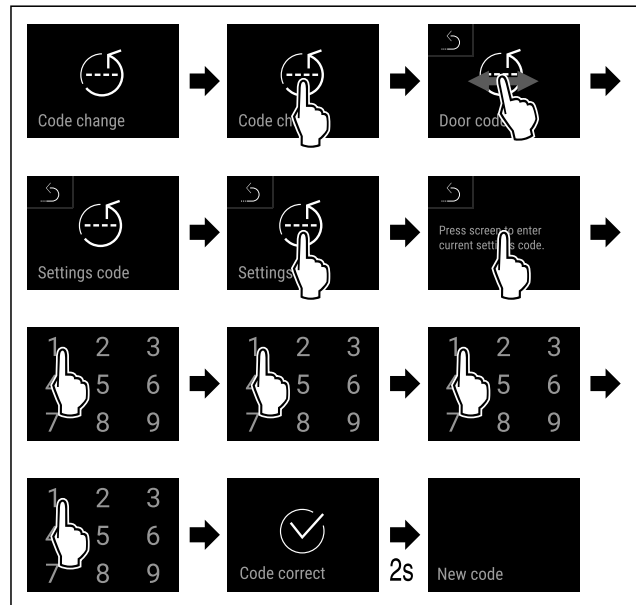 Code change
Code ch
Door code
Settings code
Settings
Press screen to enter
current settings code.
1 2 3
4 5 6
7 8 9
1 2 3
4 5 6
7 8 9
1 2 3
4 5 6
7 8 9
1 2 3
4 5 6
7 8 9
Code correct
2s
New code